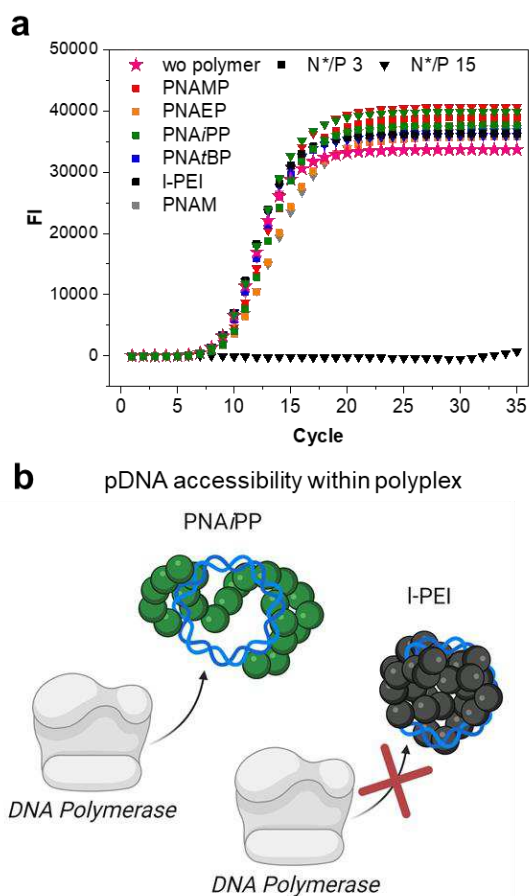 a
50000
40000
30000
20000
10000
0
FI
wo polymer
N*/P 3
N*/P 15
PNAMP
PNAEP
PNAiPP
PNAtBP
l-PEI
PNAM
0 5 10 15 20 25 30 35
Cycle
b
pDNA accessibility within polyplex
PNAiPP
l-PEI
DNA Polymerase
DNA Polymerase